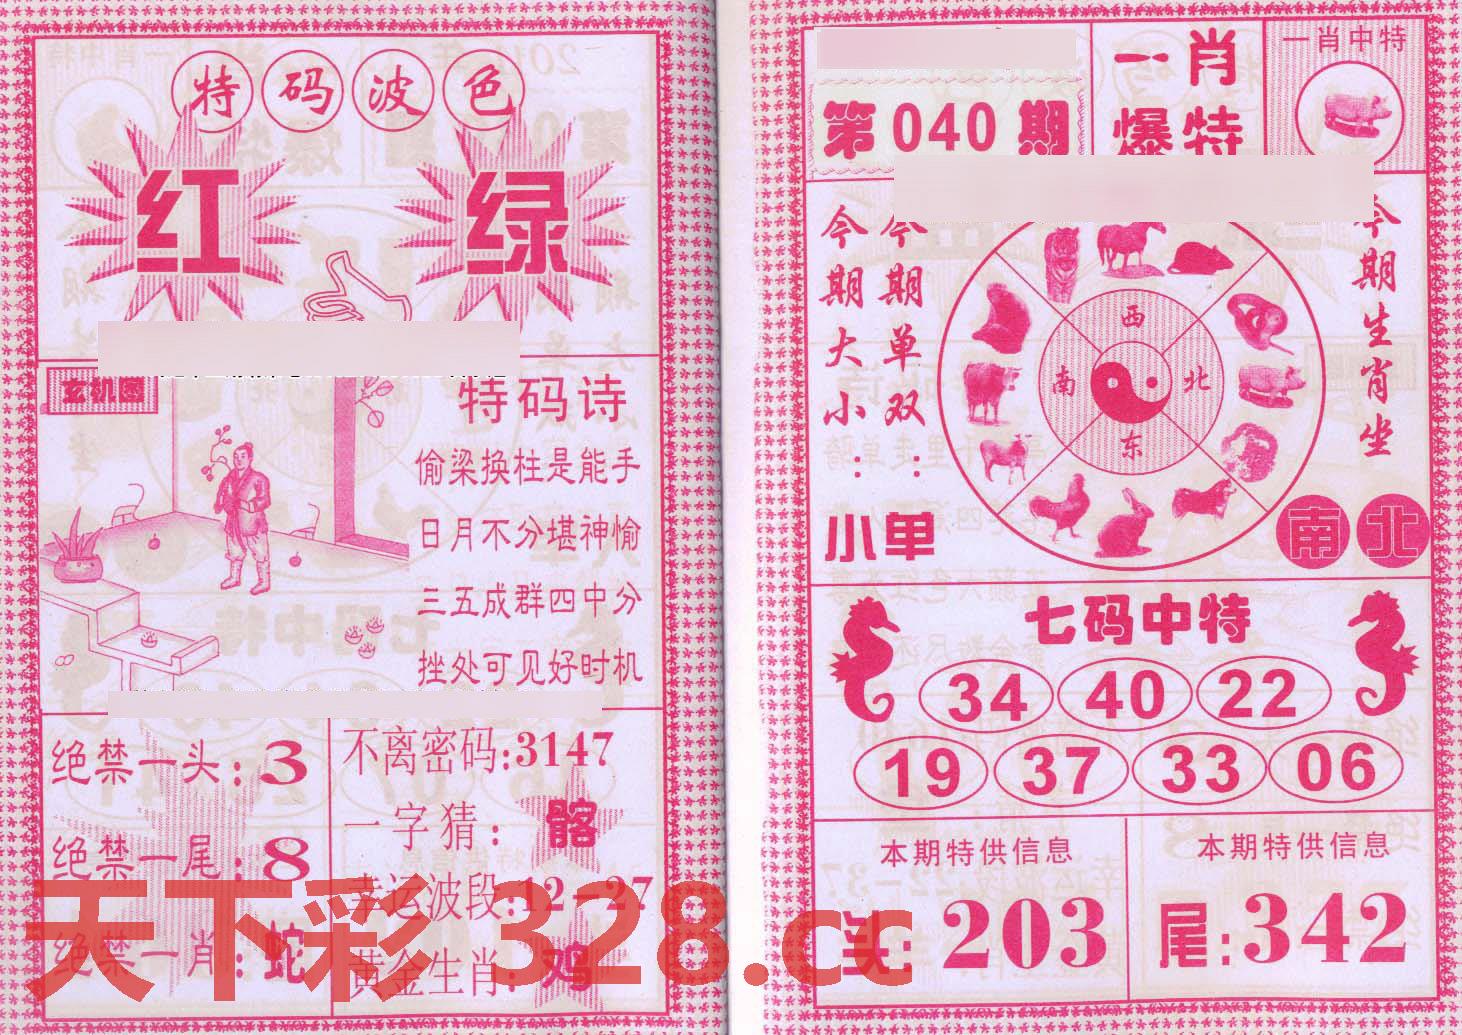 特码波色
红 绿
玄机图
特码诗
偷梁换柱是能手
日月不分堪神愉
三五成群四中分
挫处可见好时机
绝禁一头:3
绝禁一尾:8
绝禁一肖:蛇
不离密码:3147
一字猜:髂
幸运波段:12-27
黄金生肖:鸡
天下彩 328.cc
第040期
一肖
爆特
一肖中特
今期大小:小
今期单双:单
西
南 北
东
今期生肖坐
南北
七码中特
34 40 22
19 37 33 06
本期特供信息
头:203
本期特供信息
尾:342